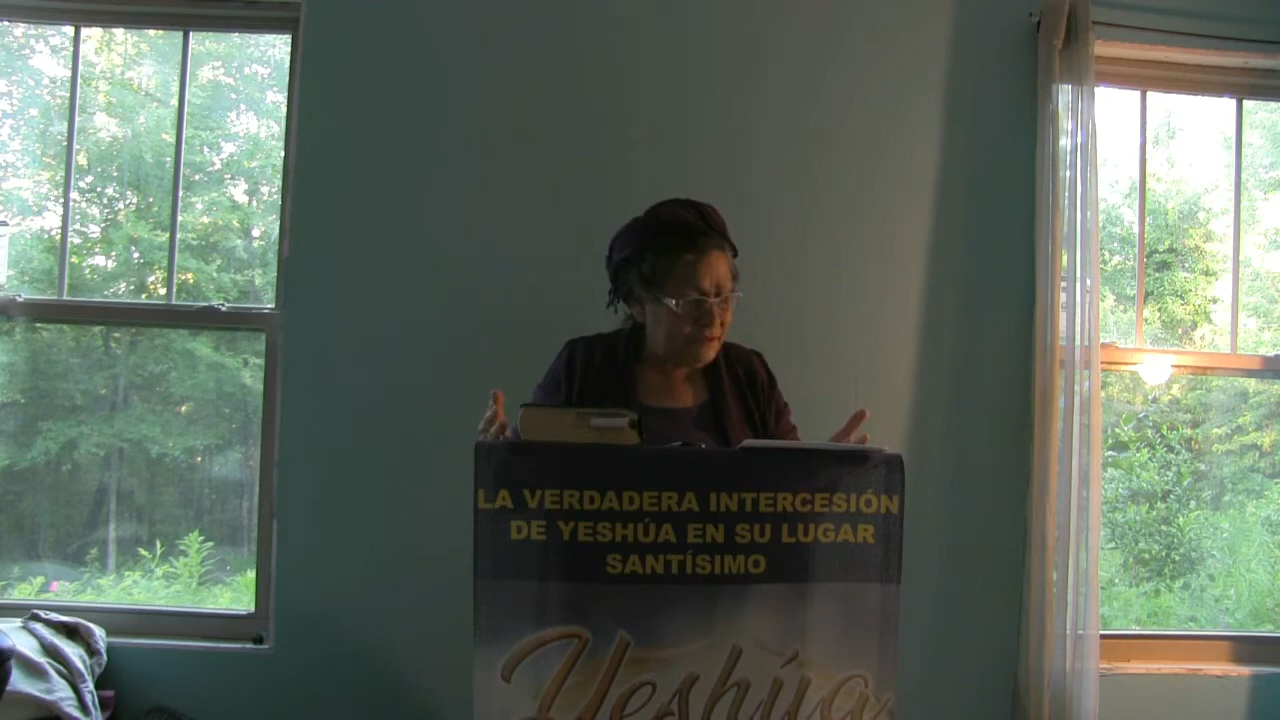 LA VERDADERA INTERCESIÓN
DE YESHÚA EN SU LUGAR
SANTÍSIMO
Yeshúa